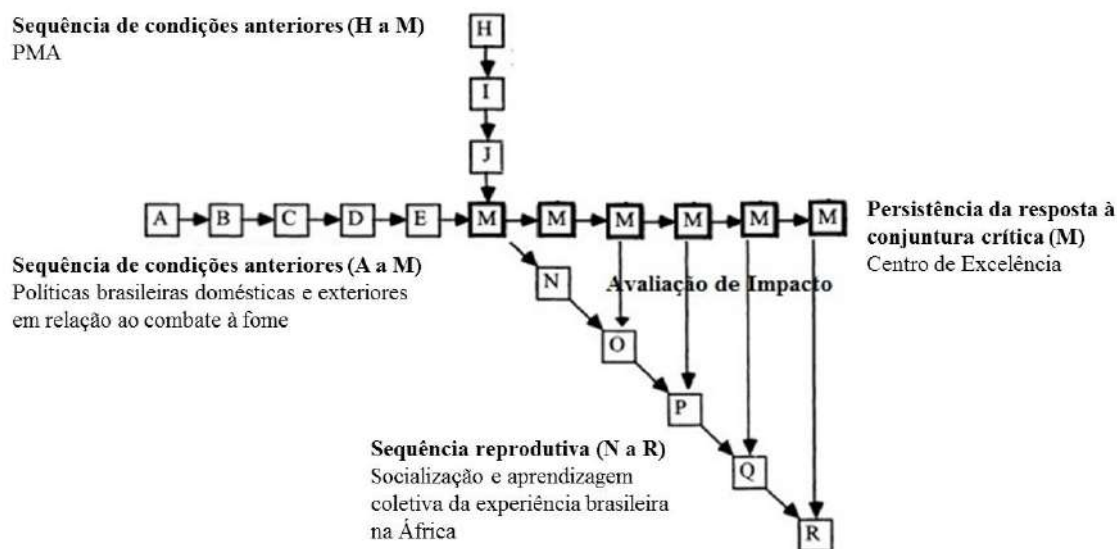 Sequência de condições anteriores (H a M)
PMA
H
I
J
A B C D E M M M M M M
Persistência da resposta à
conjuntura crítica (M)
Centro de Excelência
Sequência de condições anteriores (A a M)
Políticas brasileiras domésticas e exteriores
em relação ao combate à fome
N
Avaliação de Impacto
O
P
Sequência reprodutiva (N a R)
Socialização e aprendizagem
coletiva da experiência brasileira
na África
Q
R